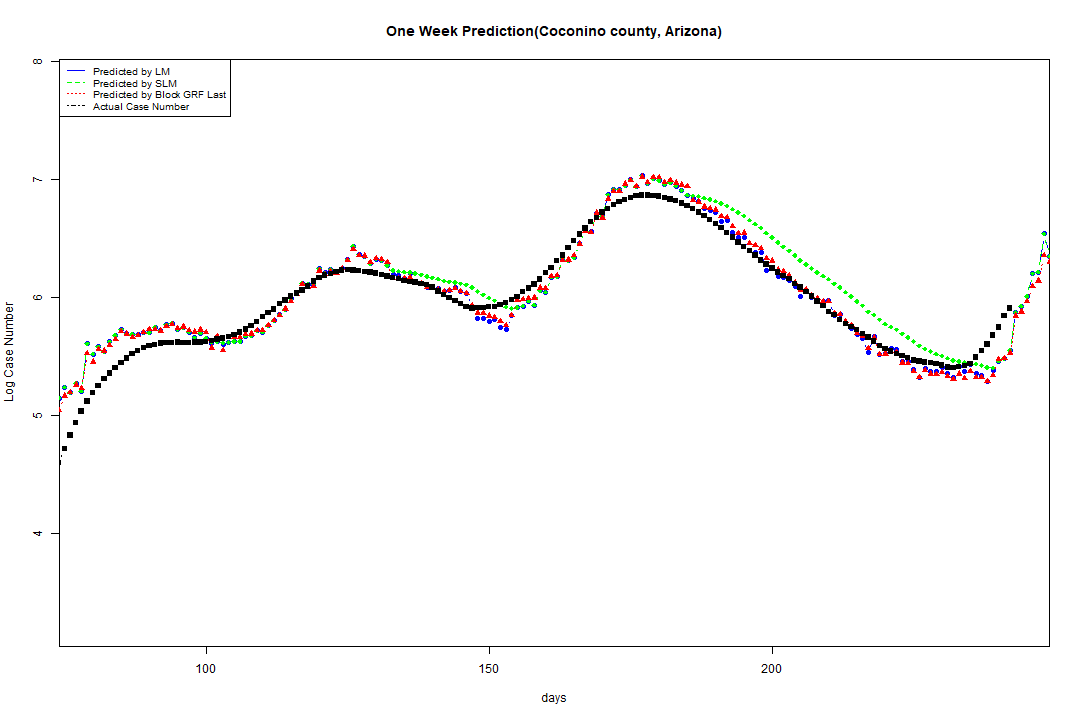 One Week Prediction(Coconino county, Arizona)
Predicted by LM
Predicted by SLM
Predicted by Block GRF Last
Actual Case Number
8
7
6
5
4
Log Case Number
100 150 200
days